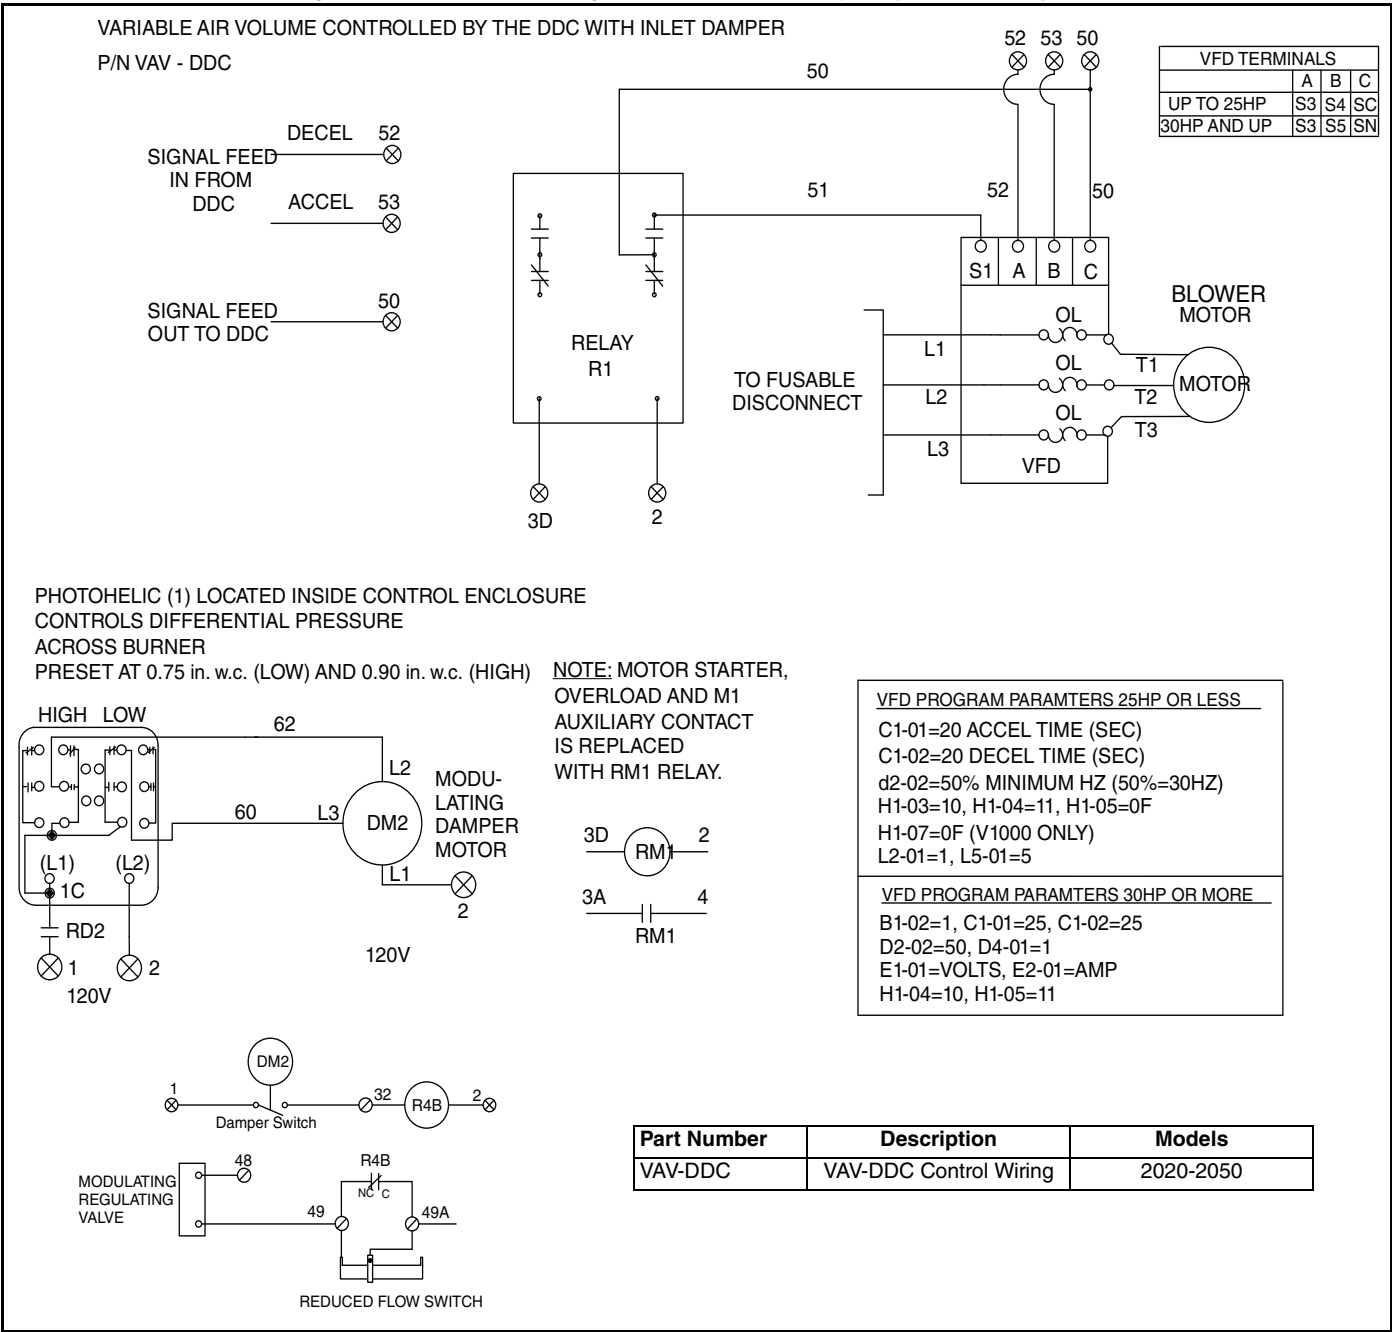 VARIABLE AIR VOLUME CONTROLLED BY THE DDC WITH INLET DAMPER
P/N VAV - DDC
52 53 50
50
VFD TERMINALS
A B C
UP TO 25HP S3 S4 SC
30HP AND UP S3 S5 SN
DECEL 52
SIGNAL FEED
IN FROM
DDC
ACCEL 53
SIGNAL FEED
OUT TO DDC
50
51
52
50
S1 A B C
RELAY
R1
3D
2
TO FUSABLE
DISCONNECT
L1
L2
L3
OL
OL
OL
VFD
T1
T2
T3
BLOWER
MOTOR
MOTOR
PHOTOHELIC (1) LOCATED INSIDE CONTROL ENCLOSURE
CONTROLS DIFFERENTIAL PRESSURE
ACROSS BURNER
PRESET AT 0.75 in. w.c. (LOW) AND 0.90 in. w.c. (HIGH)
HIGH LOW
62
60
L2
L3
DM2
L1
2
MODU-
LATING
DAMPER
MOTOR
(L1) (L2)
1C
RD2
1
2
120V
120V
NOTE: MOTOR STARTER,
OVERLOAD AND M1
AUXILIARY CONTACT
IS REPLACED
WITH RM1 RELAY.
3D RM1 2
3A 4
RM1
VFD PROGRAM PARAMTERS 25HP OR LESS
C1-01=20 ACCEL TIME (SEC)
C1-02=20 DECEL TIME (SEC)
d2-02=50% MINIMUM HZ (50%=30HZ)
H1-03=10, H1-04=11, H1-05=0F
H1-07=0F (V1000 ONLY)
L2-01=1, L5-01=5
VFD PROGRAM PARAMTERS 30HP OR MORE
B1-02=1, C1-01=25, C1-02=25
D2-02=50, D4-01=1
E1-01=VOLTS, E2-01=AMP
H1-04=10, H1-05=11
DM2
1
Damper Switch
32
R4B
2
MODULATING
REGULATING
VALVE
48
49
R4B
NC C
49A
REDUCED FLOW SWITCH
Part Number Description Models
VAV-DDC VAV-DDC Control Wiring 2020-2050